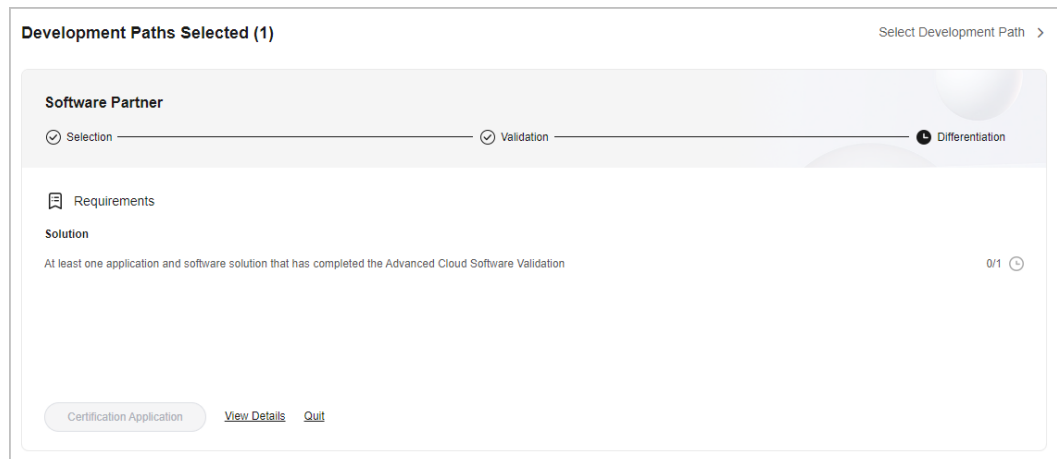 Development Paths Selected (1)
Select Development Path
Software Partner
Selection
Validation
Differentiation
Requirements
Solution
At least one application and software solution that has completed the Advanced Cloud Software Validation
0/1
Certification Application
View Details
Quit